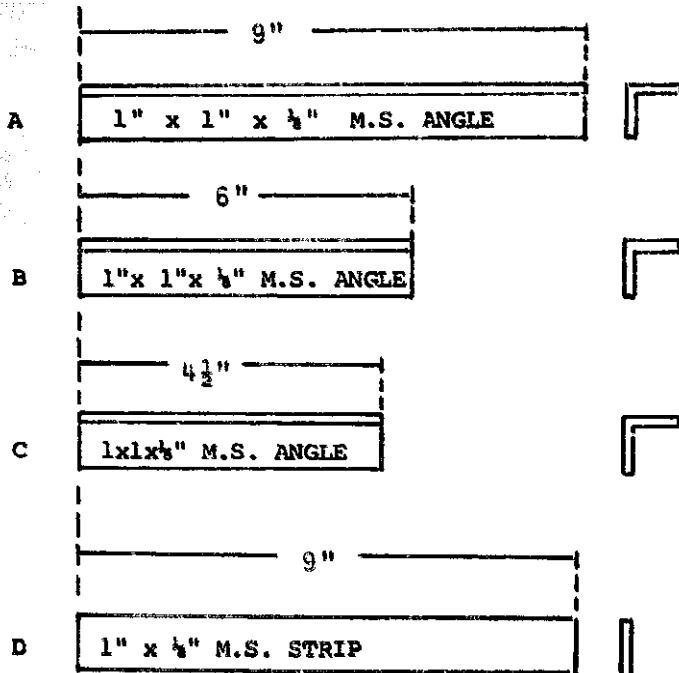 9"
A 1" x 1" x ⅛" M.S. ANGLE
6"
B 1"x 1"x ⅛" M.S. ANGLE
4½"
C 1x1x⅛" M.S. ANGLE
9"
D 1" x ⅛" M.S. STRIP